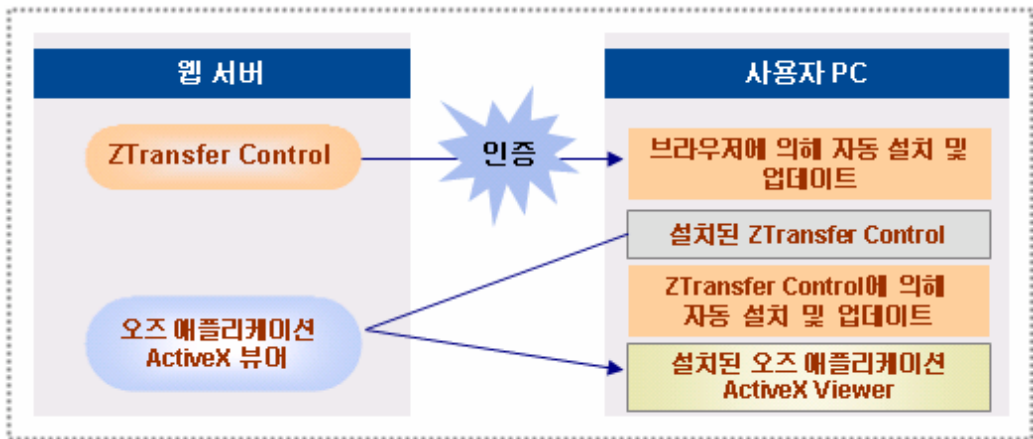 웹 서버
사용자 PC
ZTransfer Control
인증
브라우저에 의해 자동 설치 및
업데이트
설치된 ZTransfer Control
ZTransfer Control에 의해
자동 설치 및 업데이트
오즈 애플리케이션
ActiveX 뷰어
설치된 오즈 애플리케이션
ActiveX Viewer